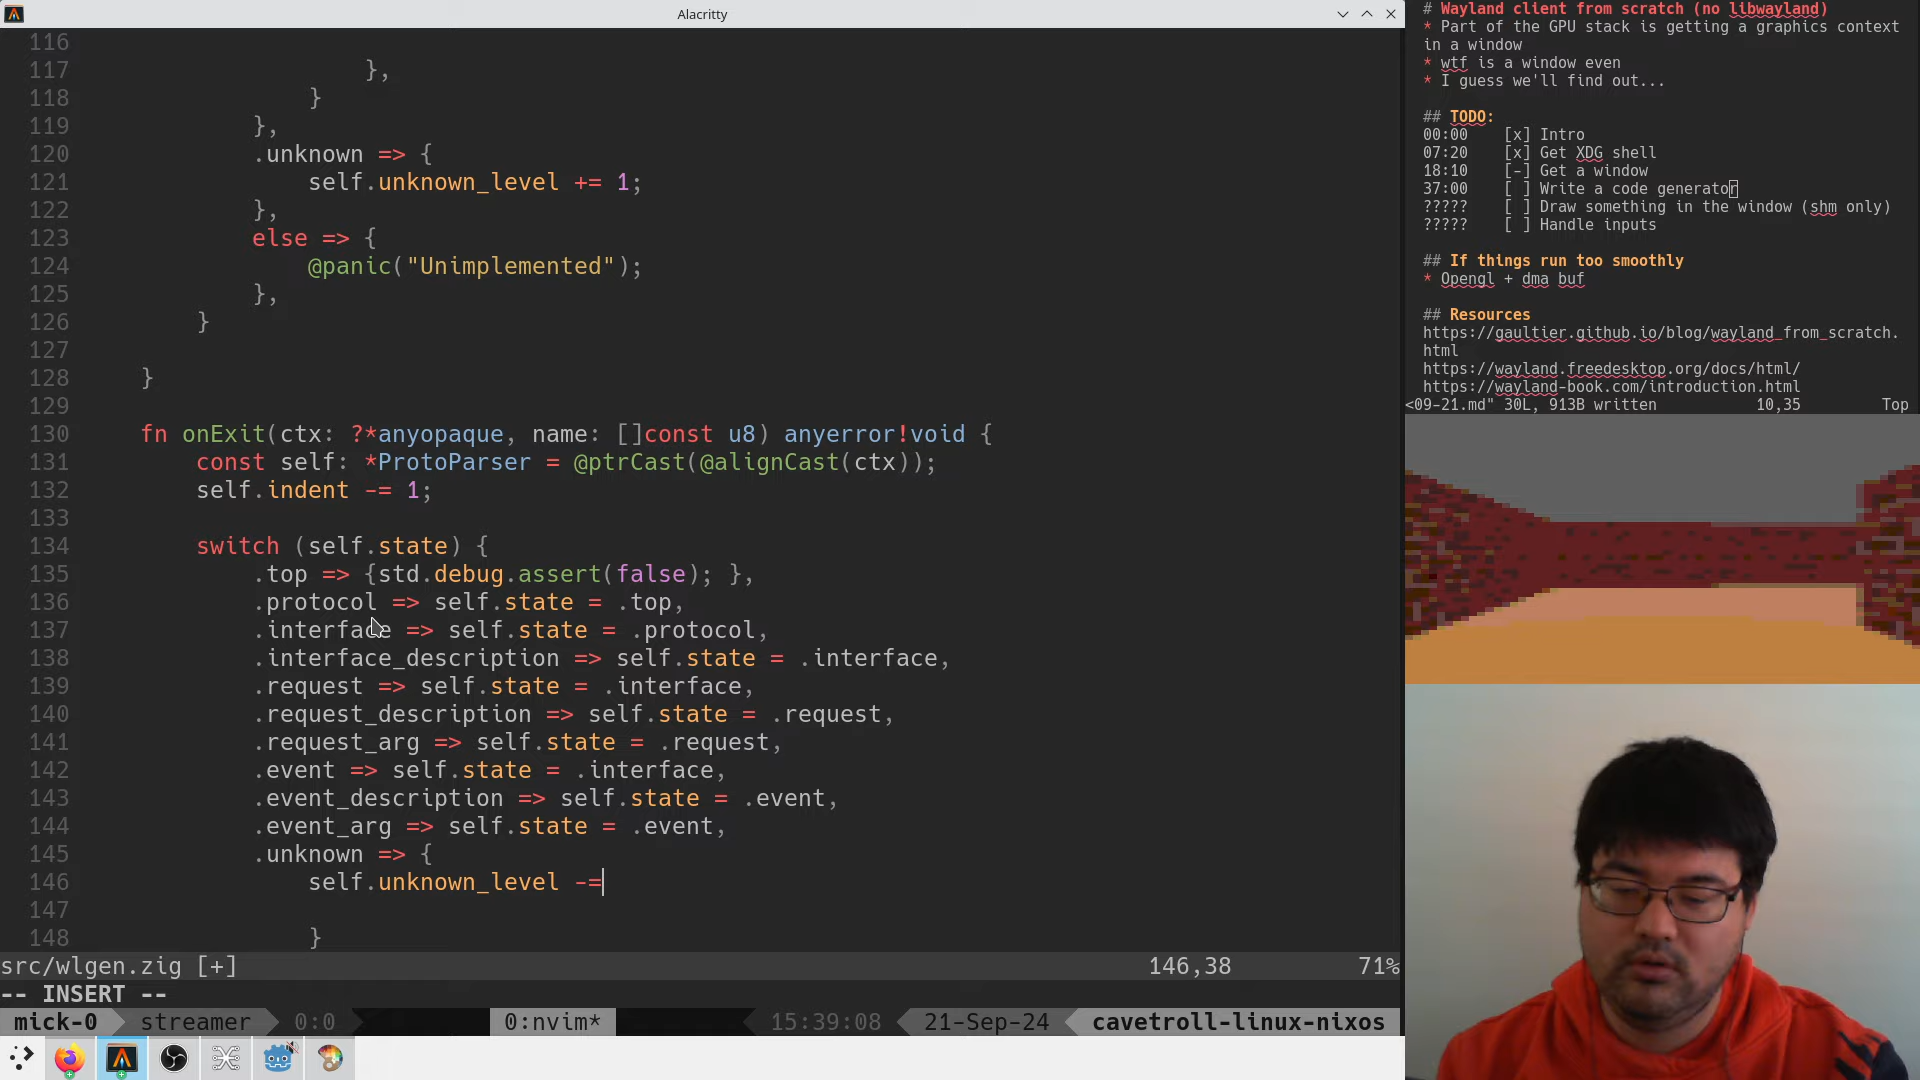 Alacritty
116
117 },
118 }
119 },
120 .unknown => {
121 self.unknown_level += 1;
122 },
123 else => {
124 @panic("Unimplemented");
125 },
126 }
127
128 }
129
130 fn onExit(ctx: ?*anyopaque, name: []const u8) anyerror!void {
131 const self: *ProtoParser = @ptrCast(@alignCast(ctx));
132 self.indent -= 1;
133
134 switch (self.state) {
135 .top => {std.debug.assert(false); },
136 .protocol => self.state = .top,
137 .interface => self.state = .protocol,
138 .interface_description => self.state = .interface,
139 .request => self.state = .interface,
140 .request_description => self.state = .request,
141 .request_arg => self.state = .request,
142 .event => self.state = .interface,
143 .event_description => self.state = .event,
144 .event_arg => self.state = .event,
145 .unknown => {
146 self.unknown_level -=
147
148 }
src/wlgen.zig [+] 146,38 71%
-- INSERT --
mick-0 streamer 0:0 0:nvim* 15:39:08 21-Sep-24 cavetroll-linux-nixos
# Wayland client from scratch (no libwayland)
* Part of the GPU stack is getting a graphics context
in a window
* wtf is a window even
* I guess we'll find out...
## TODO:
00:00 [x] Intro
07:20 [x] Get XDG shell
18:10 [-] Get a window
37:00 [ ] Write a code generator
????? [ ] Draw something in the window (shm only)
????? [ ] Handle inputs
## If things run too smoothly
* Opengl + dma buf
## Resources
https://gaultier.github.io/blog/wayland_from_scratch.
html
https://wayland.freedesktop.org/docs/html/
https://wayland-book.com/introduction.html
<09-21.md" 30L, 913B written 10,35 Top